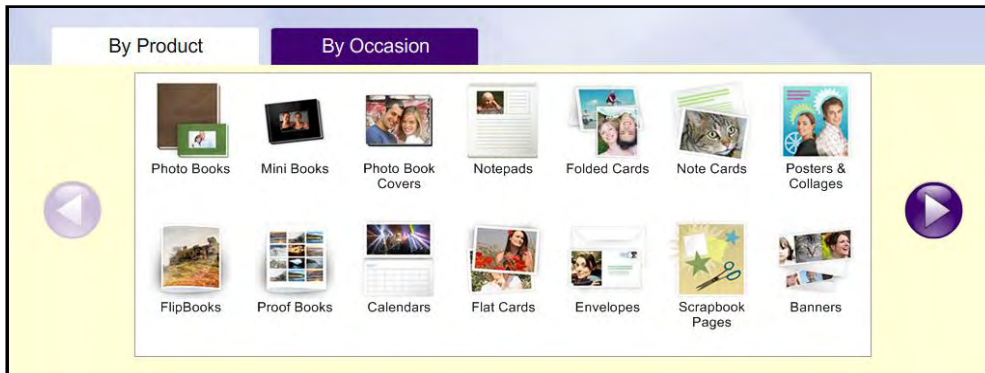 By Product
By Occasion
Photo Books
Mini Books
Photo Book
Covers
Notepads
Folded Cards
Note Cards
Posters &
Collages
FlipBooks
Proof Books
Calendars
Flat Cards
Envelopes
Scrapbook
Pages
Banners